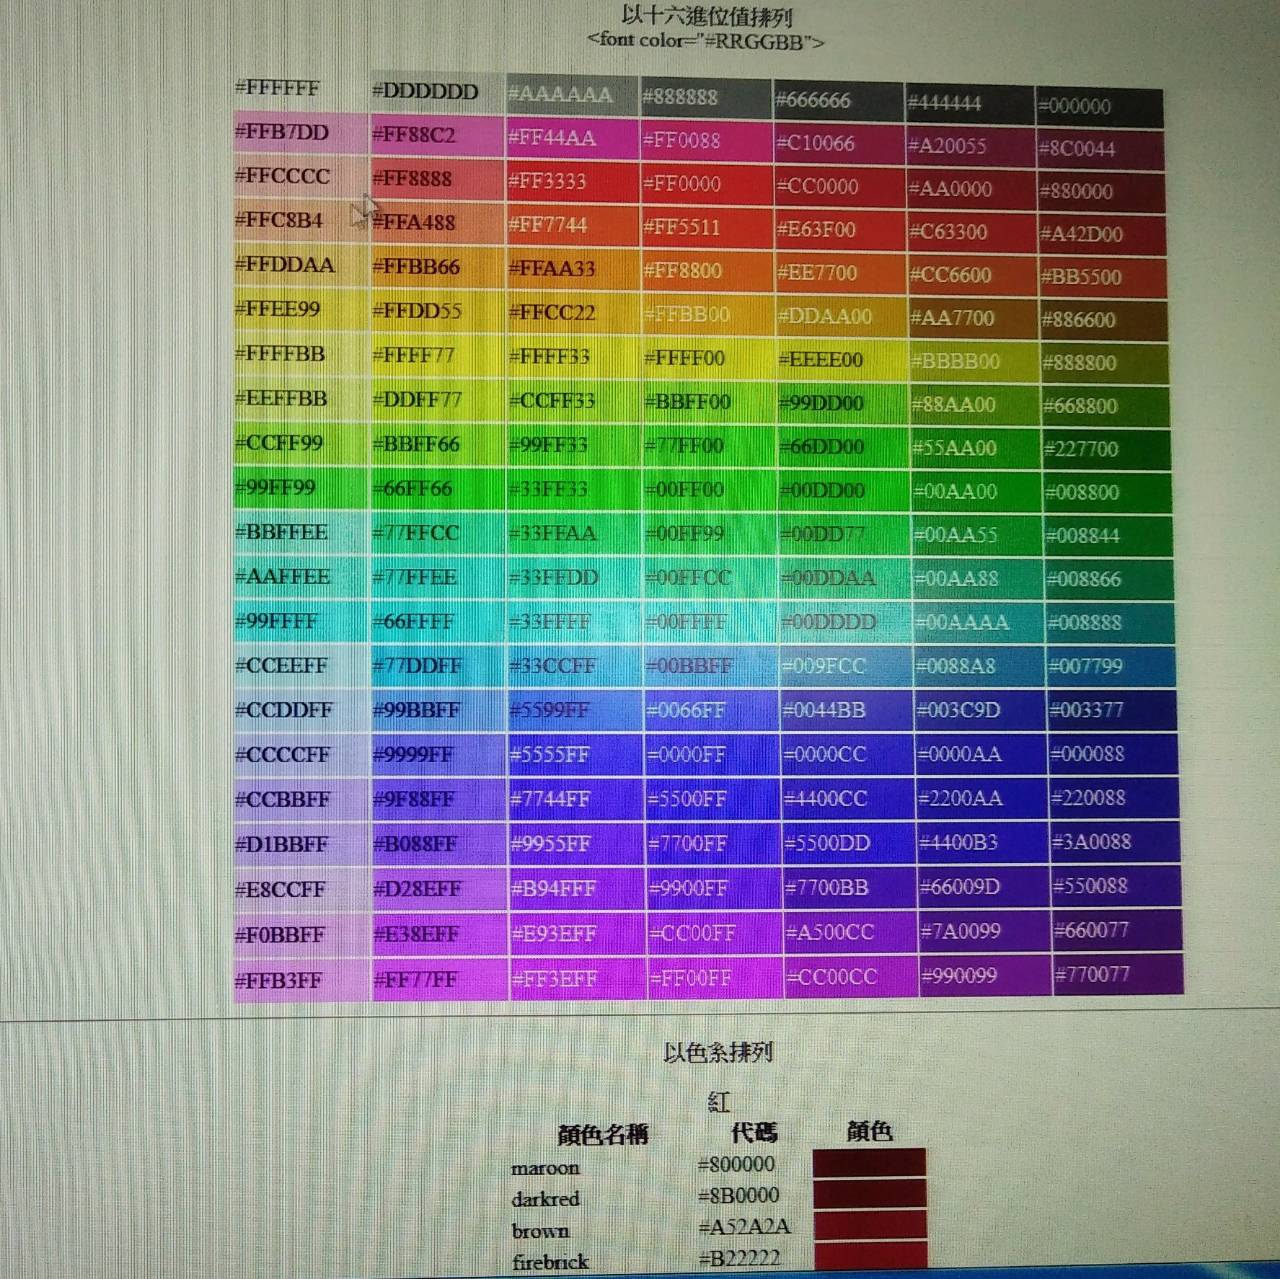 以十六進位值排列
<font color="#RRGGBB">
#FFFFFF #DDDDDD #AAAAAA #888888 #666666 #444444 #000000
#FFB7DD #FF88C2 #FF44AA #FF0088 #C10066 #A20055 #8C0044
#FFCCCC #FF8888 #FF3333 #FF0000 #CC0000 #AA0000 #880000
#FFC8B4 #FFA488 #FF7744 #FF5511 #E63F00 #C63300 #A42D00
#FFDDAA #FFBB66 #FFAA33 #FF8800 #EE7700 #CC6600 #BB5500
#FFEE99 #FFDD55 #FFCC22 #FFBB00 #DDAA00 #AA7700 #886600
#FFFFBB #FFFF77 #FFFF33 #FFFF00 #EEEE00 #BBBB00 #888800
#EEFFBB #DDFF77 #CCFF33 #BBFF00 #99DD00 #88AA00 #668800
#CCFF99 #BBFF66 #99FF33 #77FF00 #66DD00 #55AA00 #227700
#99FF99 #66FF66 #33FF33 #00FF00 #00DD00 #00AA00 #008800
#BBFFEE #77FFCC #33FFAA #00FF99 #00DD77 #00AA55 #008844
#AAFFEE #77FFEE #33FFDD #00FFCC #00DDAA #00AA88 #008866
#99FFFF #66FFFF #33FFFF #00FFFF #00DDDD #00AAAA #008888
#CCEEFF #77DDFF #33CCFF #00BBFF #009FCC #0088A8 #007799
#CCDDFF #99BBFF #5599FF #0066FF #0044BB #003C9D #003377
#CCCCFF #9999FF #5555FF #0000FF #0000CC #0000AA #000088
#CCBBFF #9F88FF #7744FF #5500FF #4400CC #2200AA #220088
#D1BBFF #B088FF #9955FF #7700FF #5500DD #4400B3 #3A0088
#E8CCFF #D28EFF #B94FFF #9900FF #7700BB #66009D #550088
#F0BBFF #E38EFF #E93EFF #CC00FF #A500CC #7A0099 #660077
#FFB3FF #FF77FF #FF3EFF #FF00FF #CC00CC #990099 #770077
以色系排列
紅
顏色名稱 代碼 顏色
maroon #800000
darkred #8B0000
brown #A52A2A
firebrick #B22222